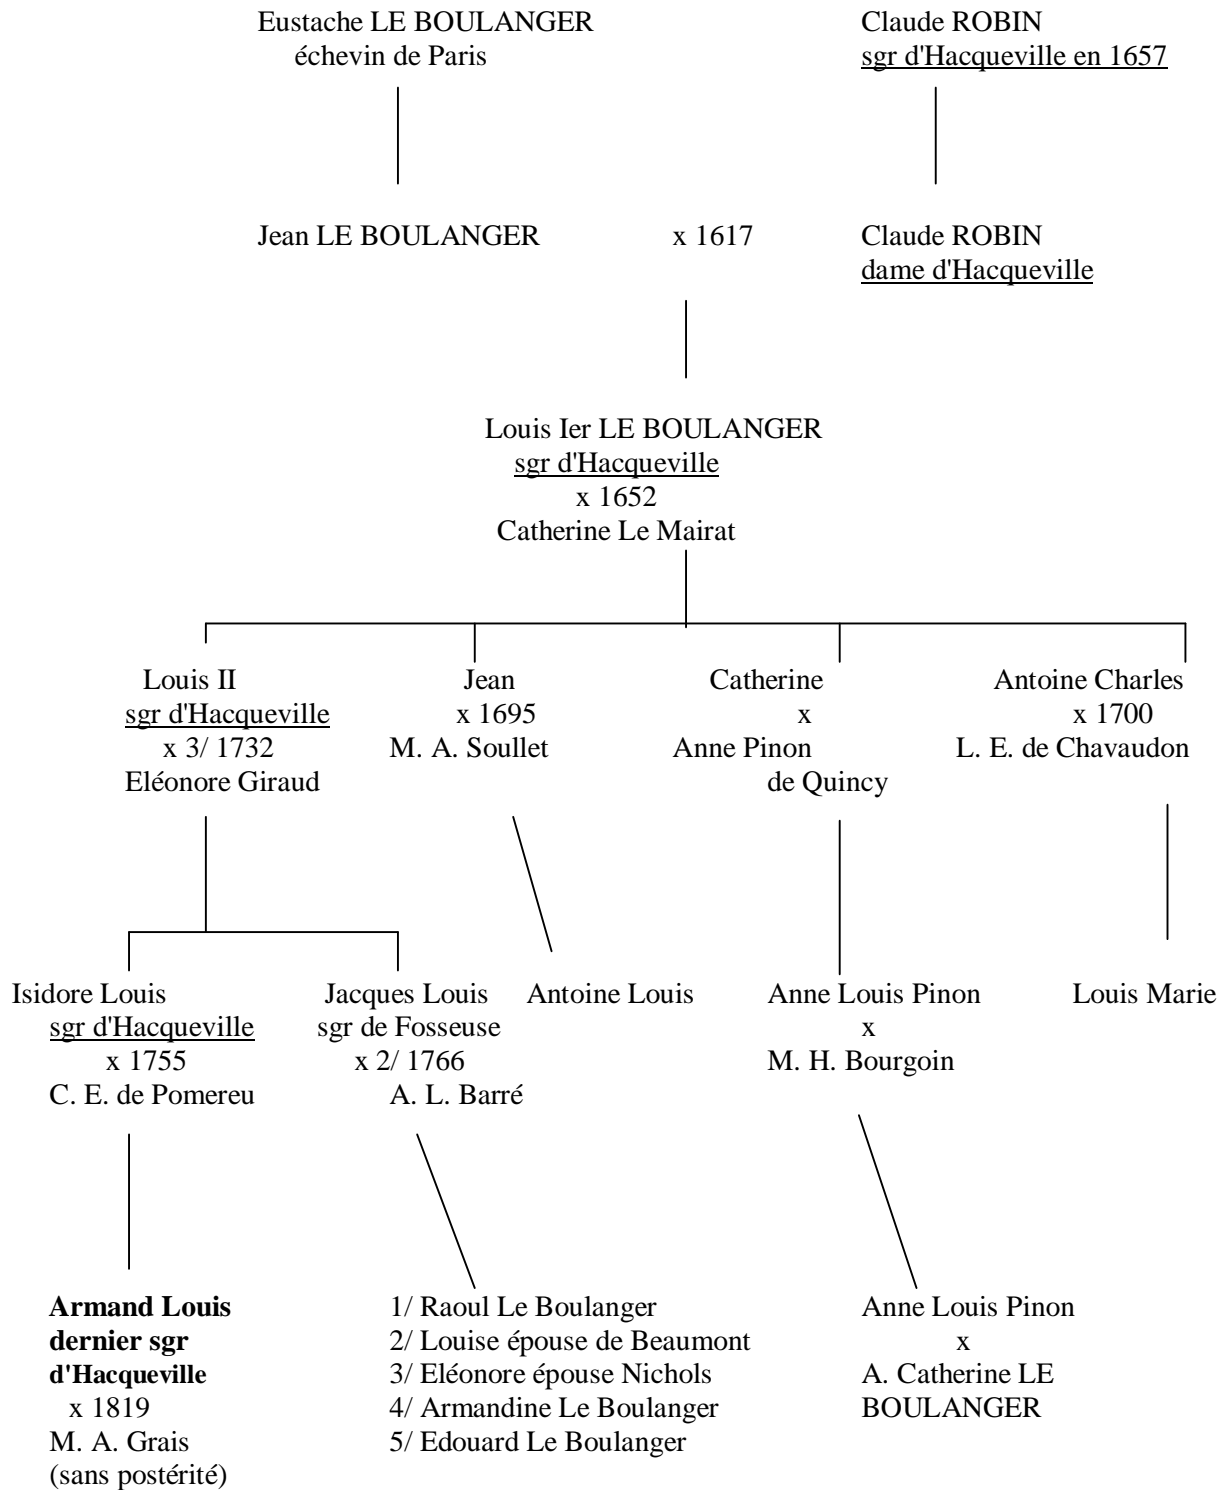 Eustache LE BOULANGER
échevin de Paris
Claude ROBIN
sgr d'Hacqueville en 1657
Jean LE BOULANGER
x 1617
Claude ROBIN
dame d'Hacqueville
Louis Ier LE BOULANGER
sgr d'Hacqueville
x 1652
Catherine Le Mairat
Louis II
sgr d'Hacqueville
x 3/ 1732
Eléonore Giraud
Jean
x 1695
M. A. Soullet
Catherine
x
Anne Pinon
de Quincy
Antoine Charles
x 1700
L. E. de Chavaudon
Isidore Louis
sgr d'Hacqueville
x 1755
C. E. de Pomereu
Jacques Louis
sgr de Fosseuse
x 2/ 1766
A. L. Barré
Antoine Louis
Anne Louis Pinon
x
M. H. Bourgoin
Louis Marie
Armand Louis
dernier sgr
d'Hacqueville
x 1819
M. A. Grais
(sans postérité)
1/ Raoul Le Boulanger
2/ Louise épouse de Beaumont
3/ Eléonore épouse Nichols
4/ Armandine Le Boulanger
5/ Edouard Le Boulanger
Anne Louis Pinon
x
A. Catherine LE
BOULANGER